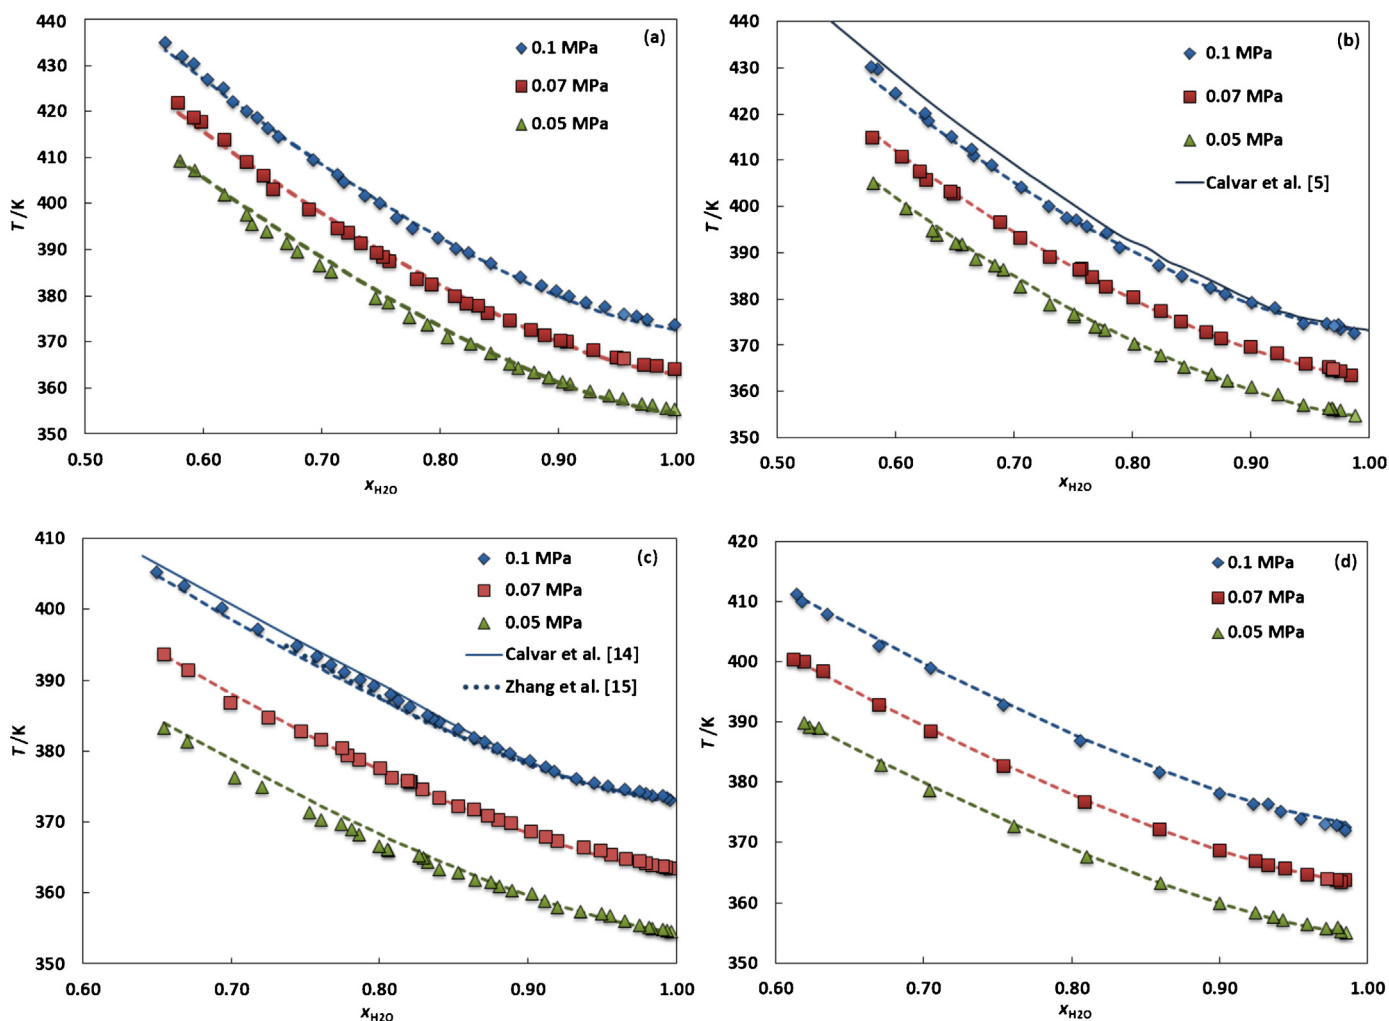 440
430
420
410
400
390
380
370
360
350
T /K
0.50 0.60 0.70 0.80 0.90 1.00
xH2O
(a)
0.1 MPa
0.07 MPa
0.05 MPa
440
430
420
410
400
390
380
370
360
350
T /K
0.50 0.60 0.70 0.80 0.90 1.00
xH2O
(b)
0.1 MPa
0.07 MPa
0.05 MPa
Calvar et al. [5]
410
400
390
380
370
360
350
T /K
0.60 0.70 0.80 0.90 1.00
xH2O
(c)
0.1 MPa
0.07 MPa
0.05 MPa
Calvar et al. [14]
Zhang et al. [15]
420
410
400
390
380
370
360
350
T /K
0.60 0.70 0.80 0.90 1.00
xH2O
(d)
0.1 MPa
0.07 MPa
0.05 MPa